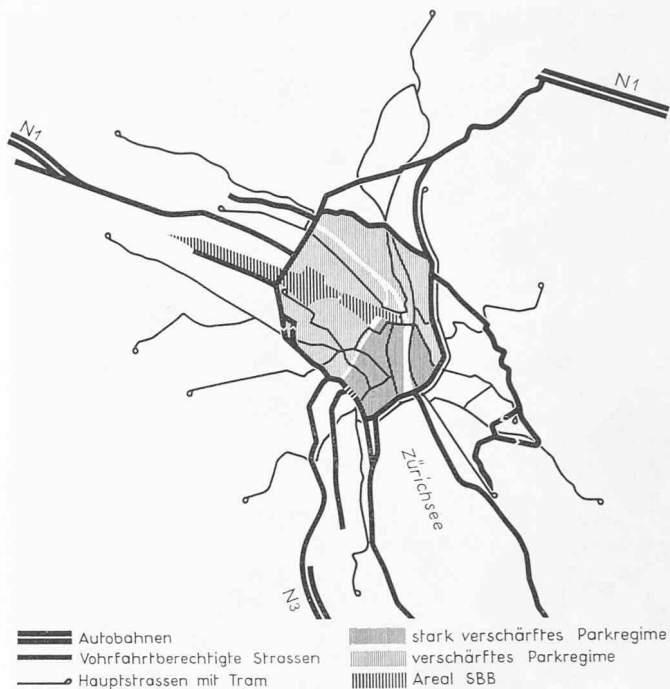 N1
N1
Zürichsee
N3
Autobahnen
Vohrfahrtberechtigte Strassen
Hauptstrassen mit Tram
stark verschärftes Parkregime
verschärftes Parkregime
Areal SBB